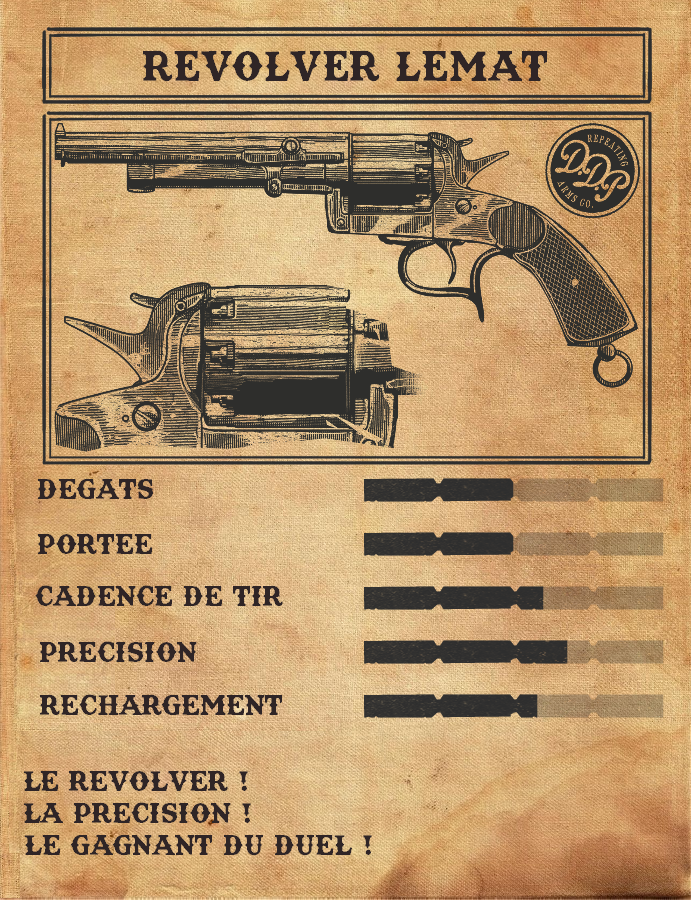 REVOLVER LEMAT
REPEATING
D.D.P
ARMS CO.
DEGATS
PORTEE
CADENCE DE TIR
PRECISION
RECHARGEMENT
LE REVOLVER !
LA PRECISION !
LE GAGNANT DU DUEL !